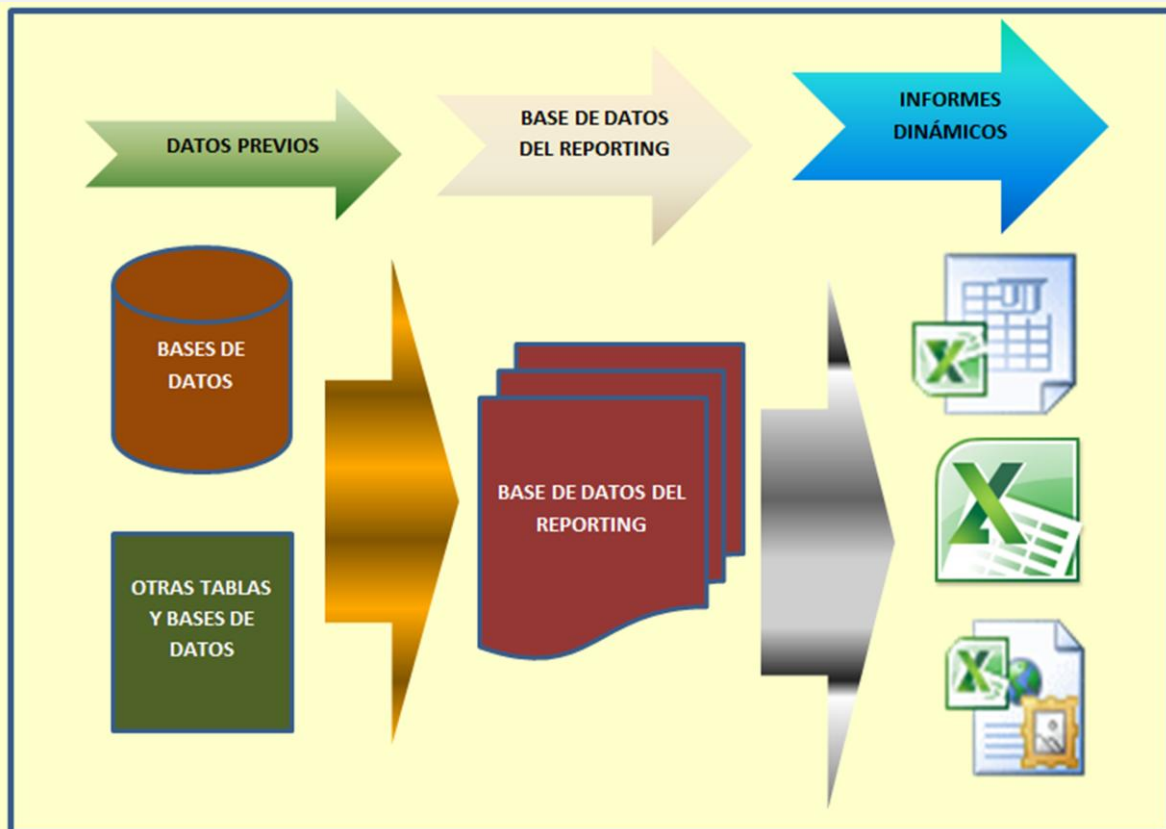 DATOS PREVIOS
BASE DE DATOS
DEL REPORTING
INFORMES
DINÁMICOS
BASES DE
DATOS
OTRAS TABLAS
Y BASES DE
DATOS
BASE DE DATOS DEL
REPORTING